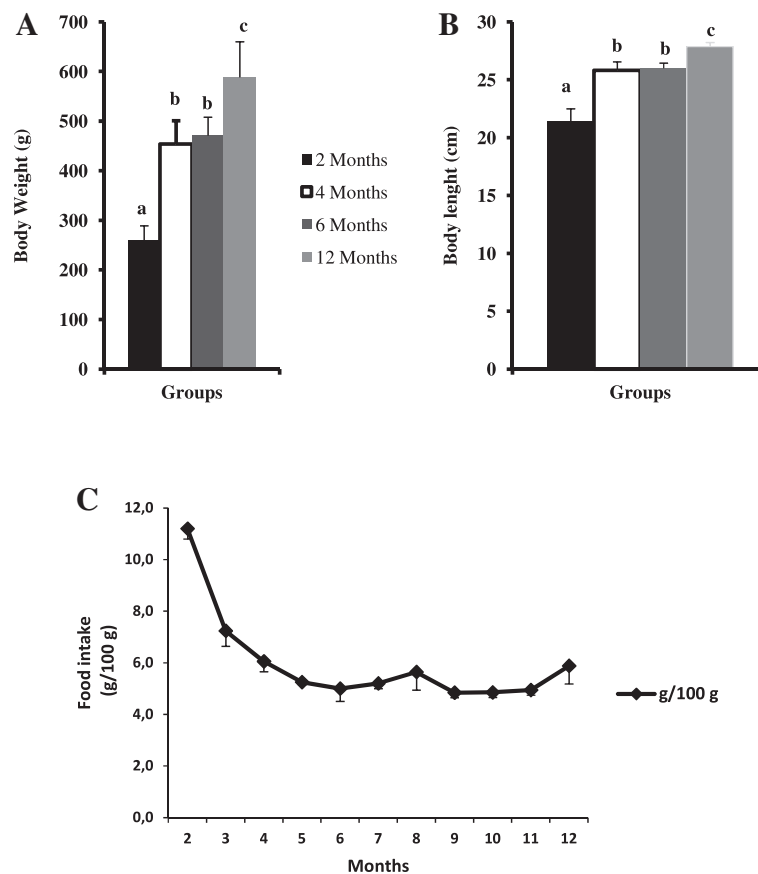 A
700
600
500
400
300
200
100
0
Body Weight (g)
a
b
b
c
Groups
2 Months
4 Months
6 Months
12 Months
B
30
25
20
15
10
5
0
Body lenght (cm)
a
b
b
c
Groups
C
12,0
10,0
8,0
6,0
4,0
2,0
0,0
Food intake
(g/100 g)
2 3 4 5 6 7 8 9 10 11 12
Months
g/100 g